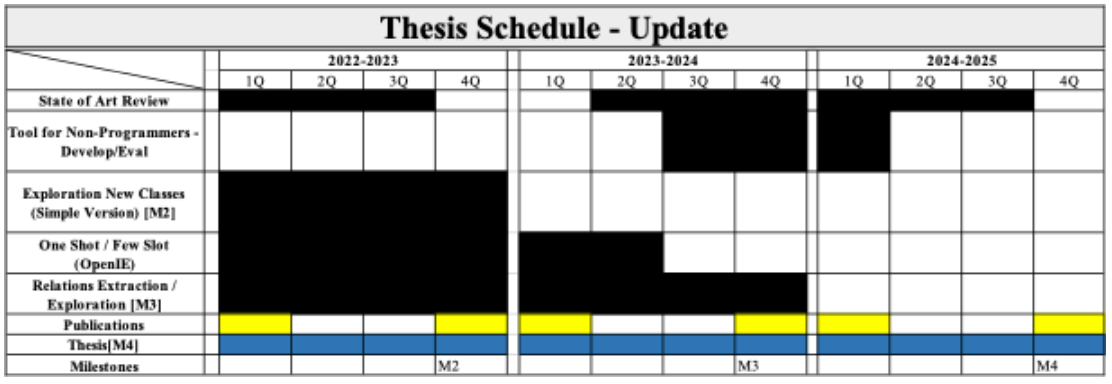 Thesis Schedule - Update
2022-2023 2023-2024 2024-2025
1Q 2Q 3Q 4Q 1Q 2Q 3Q 4Q 1Q 2Q 3Q 4Q
State of Art Review
Tool for Non-Programmers -
Develop/Eval
Exploration New Classes
(Simple Version) [M2]
One Shot / Few Slot
(OpenIE)
Relations Extraction /
Exploration [M3]
Publications
Thesis[M4]
Milestones M2 M3 M4